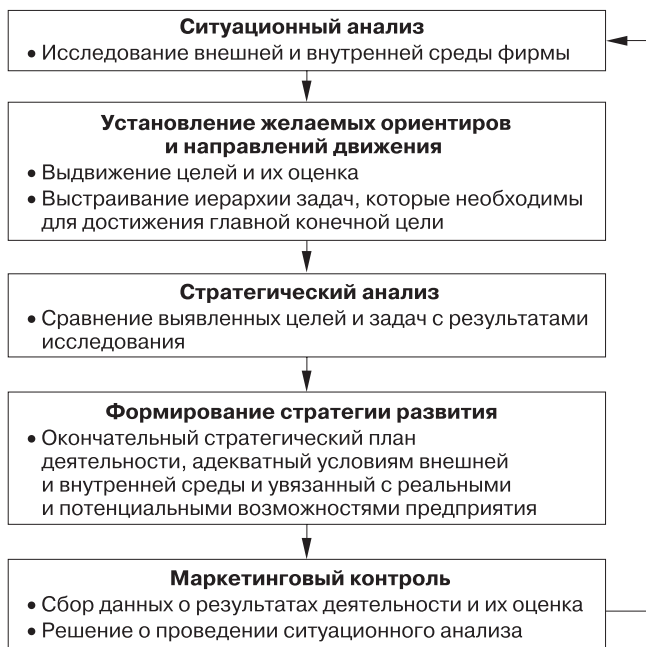 Ситуационный анализ
• Исследование внешней и внутренней среды фирмы
Установление желаемых ориентиров
и направлений движения
• Выдвижение целей и их оценка
• Выстраивание иерархии задач, которые необходимы
для достижения главной конечной цели
Стратегический анализ
• Сравнение выявленных целей и задач с результатами
исследования
Формирование стратегии развития
• Окончательный стратегический план
деятельности, адекватный условиям внешней
и внутренней среды и увязанный с реальными
и потенциальными возможностями предприятия
Маркетинговый контроль
• Сбор данных о результатах деятельности и их оценка
• Решение о проведении ситуационного анализа